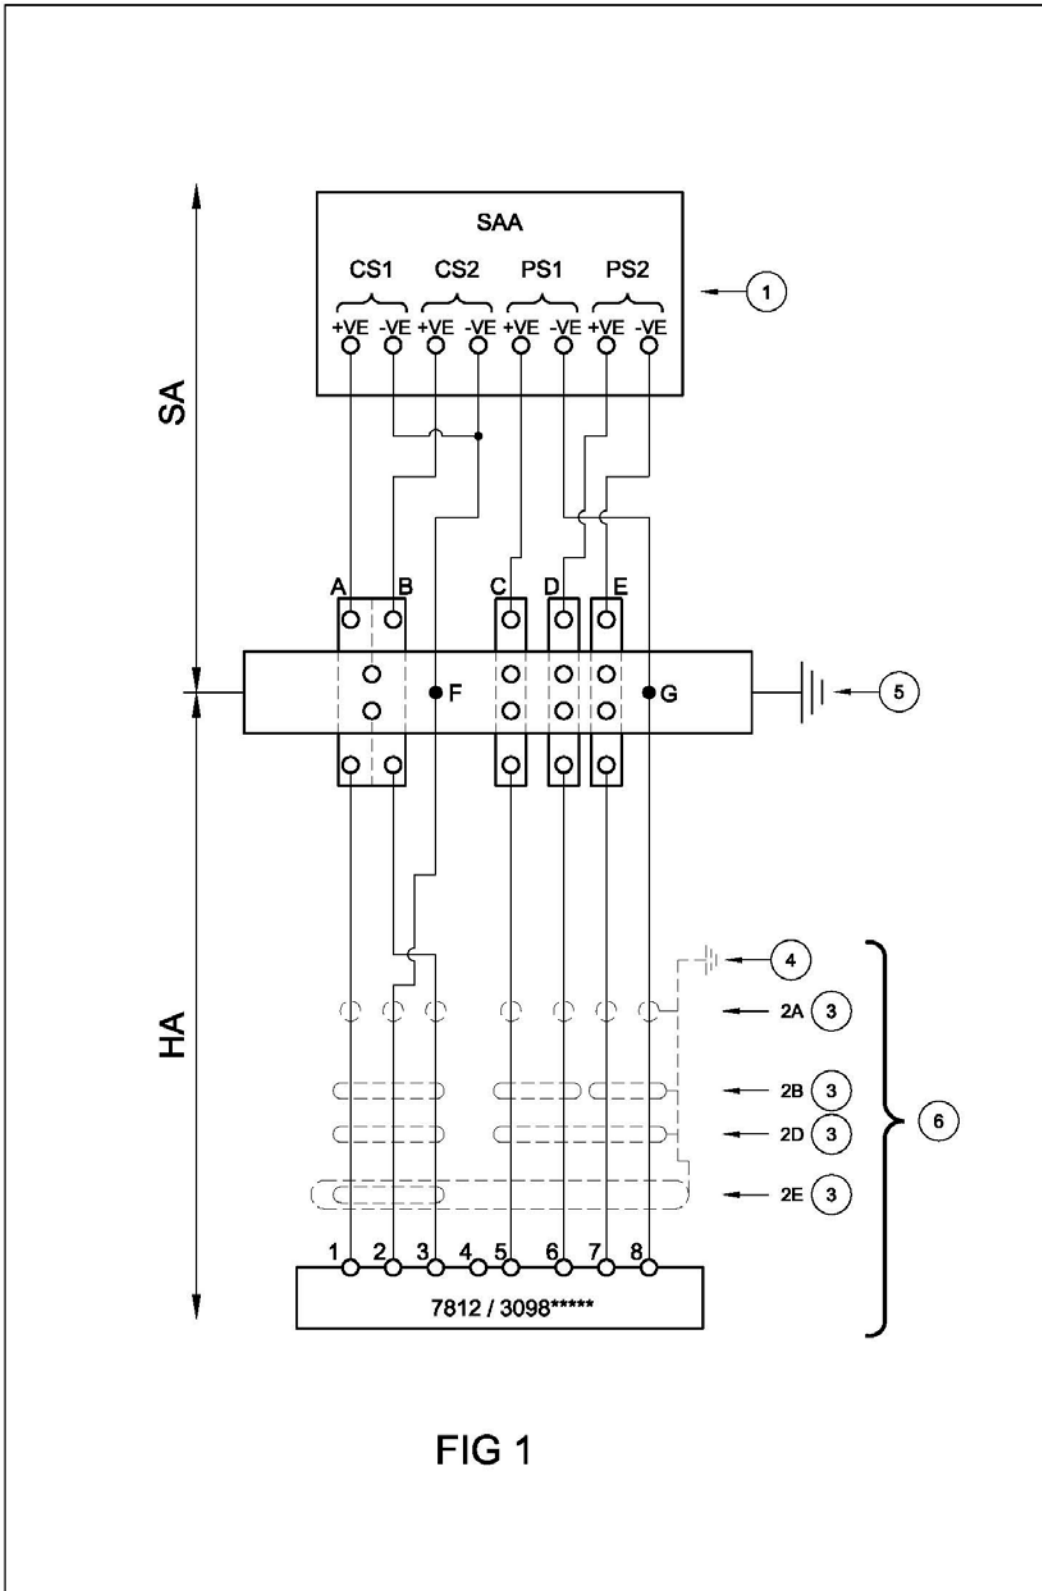 SAA
CS1 CS2 PS1 PS2
1
+VE -VE +VE -VE +VE -VE +VE -VE
SA
A B C D E
F G
5
HA
4
2A 3
2B 3
6
2D 3
2E 3
1 2 3 4 5 6 7 8
7812 / 3098*****
FIG 1